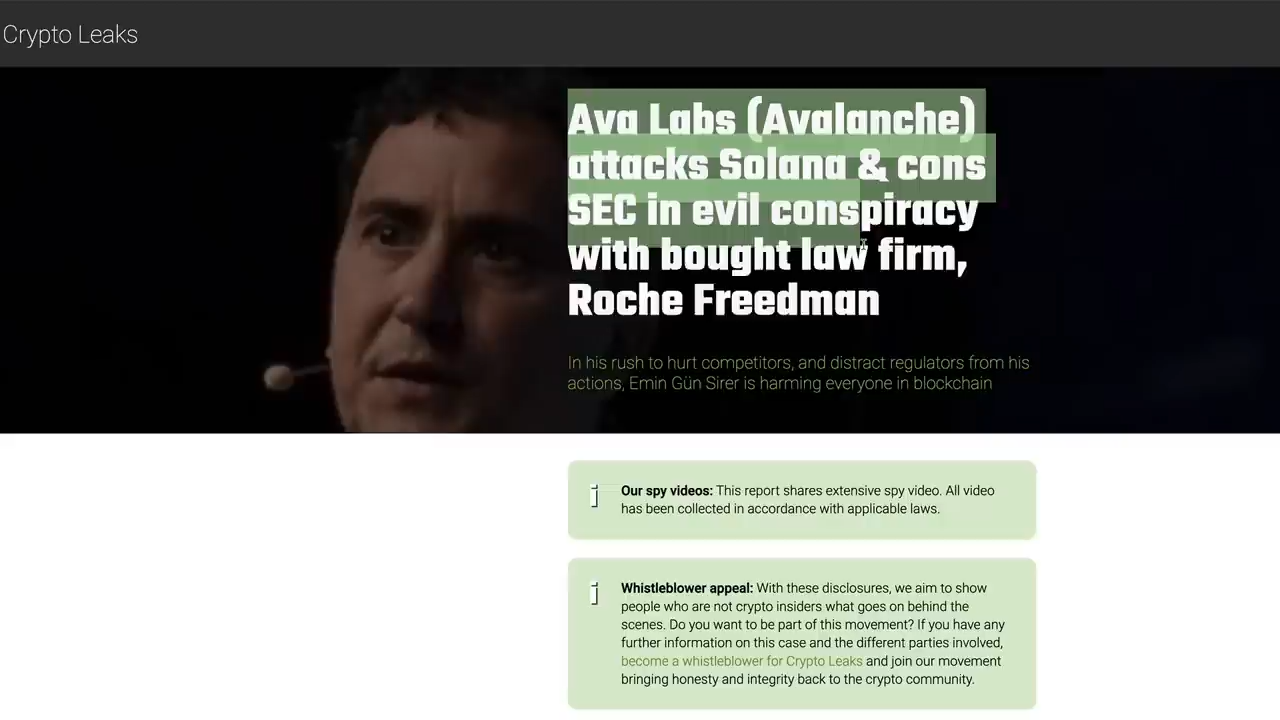 Crypto Leaks
Ava Labs (Avalanche)
attacks Solana & cons
SEC in evil conspiracy
with bought law firm,
Roche Freedman
In his rush to hurt competitors, and distract regulators from his
actions, Emin Gün Sirer is harming everyone in blockchain
i
Our spy videos: This report shares extensive spy video. All video
has been collected in accordance with applicable laws.
i
Whistleblower appeal: With these disclosures, we aim to show
people who are not crypto insiders what goes on behind the
scenes. Do you want to be part of this movement? If you have any
further information on this case and the different parties involved,
become a whistleblower for Crypto Leaks and join our movement
bringing honesty and integrity back to the crypto community.